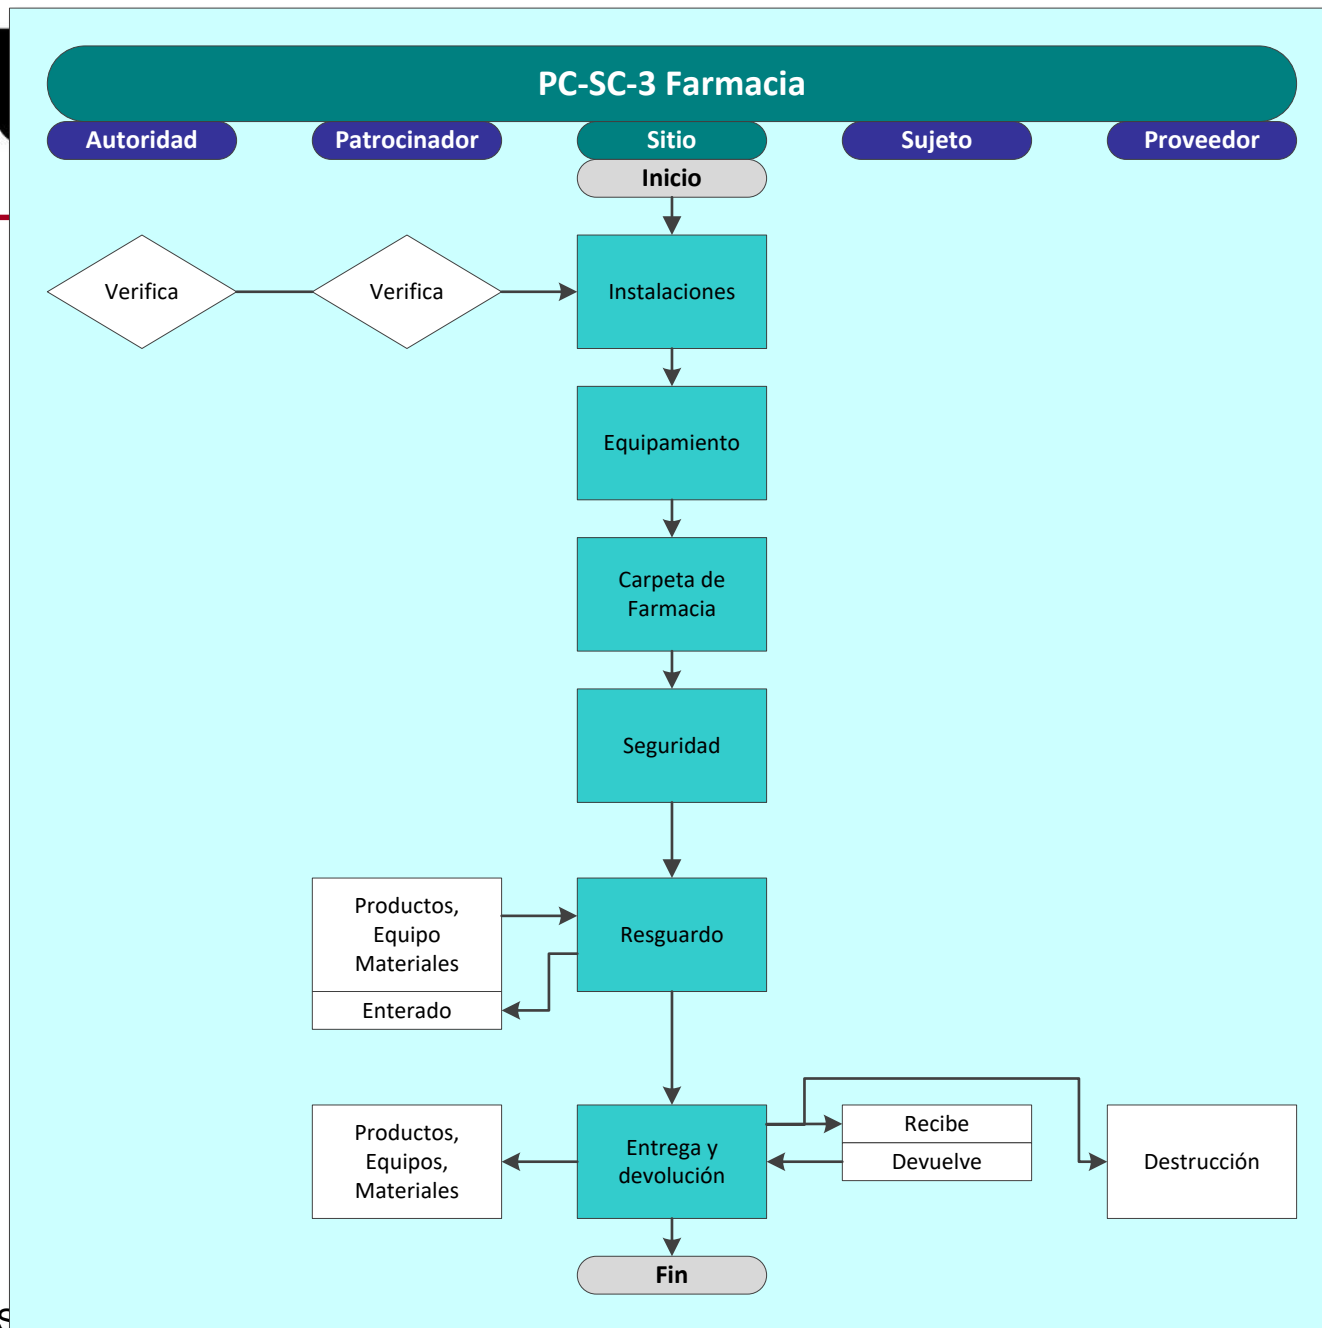 PC-SC-3 Farmacia
Autoridad
Patrocinador
Sitio
Sujeto
Proveedor
Inicio
Verifica
Verifica
Instalaciones
Equipamiento
Carpeta de
Farmacia
Seguridad
Productos,
Equipo
Materiales
Enterado
Resguardo
Productos,
Equipos,
Materiales
Entrega y
devolución
Recibe
Devuelve
Destrucción
Fin